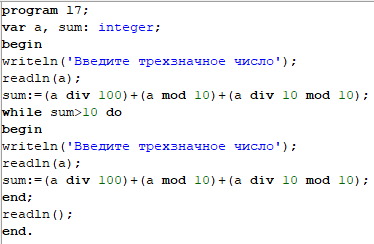 program 17;
var a, sum: integer;
begin
writeln('Введите трехзначное число');
readln(a);
sum:=(a div 100)+(a mod 10)+(a div 10 mod 10);
while sum>10 do
begin
writeln('Введите трехзначное число');
readln(a);
sum:=(a div 100)+(a mod 10)+(a div 10 mod 10);
end;
readln();
end.